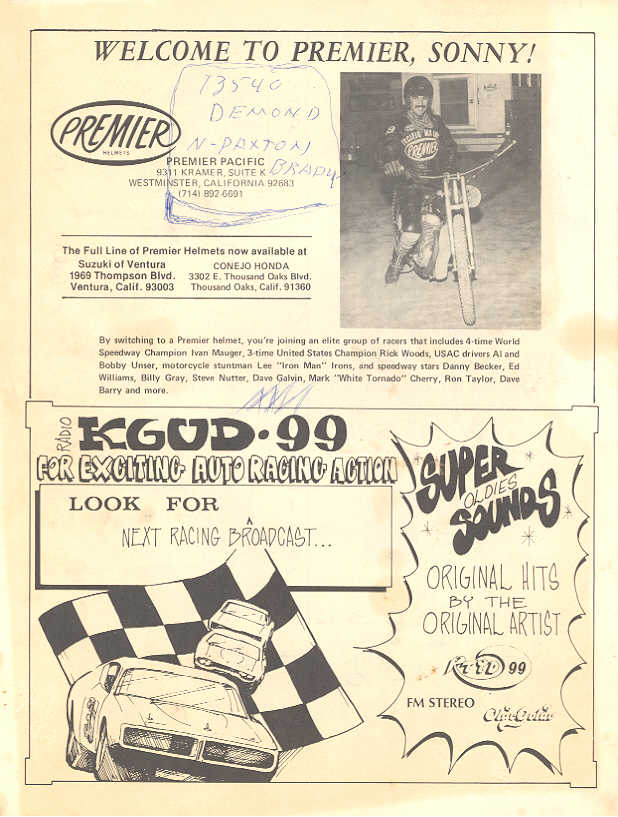 WELCOME TO PREMIER, SONNY!
13540
DEMOND
N-PAXTON
BRADY
PREMIER
HELMETS
PREMIER PACIFIC
9311 KRAMER, SUITE K
WESTMINSTER, CALIFORNIA 92683
(714) 892-6691
PREMIER
The Full Line of Premier Helmets now available at
Suzuki of Ventura
1969 Thompson Blvd.
Ventura, Calif. 93003
CONEJO HONDA
3302 E. Thousand Oaks Blvd.
Thousand Oaks, Calif. 91360
By switching to a Premier helmet, you're joining an elite group of racers that includes 4-time World
Speedway Champion Ivan Mauger, 3-time United States Champion Rick Woods, USAC drivers Al and
Bobby Unser, motorcycle stuntman Lee "Iron Man" Irons, and speedway stars Danny Becker, Ed
Williams, Billy Gray, Steve Nutter, Dave Galvin, Mark "White Tornado" Cherry, Ron Taylor, Dave
Barry and more.
RADIO KGUD·99
FOR EXCITING AUTO RACING ACTION
LOOK FOR
NEXT RACING BROADCAST...
SUPER
OLDIES
SOUNDS
ORIGINAL HITS
BY THE
ORIGINAL ARTIST
99
FM STEREO